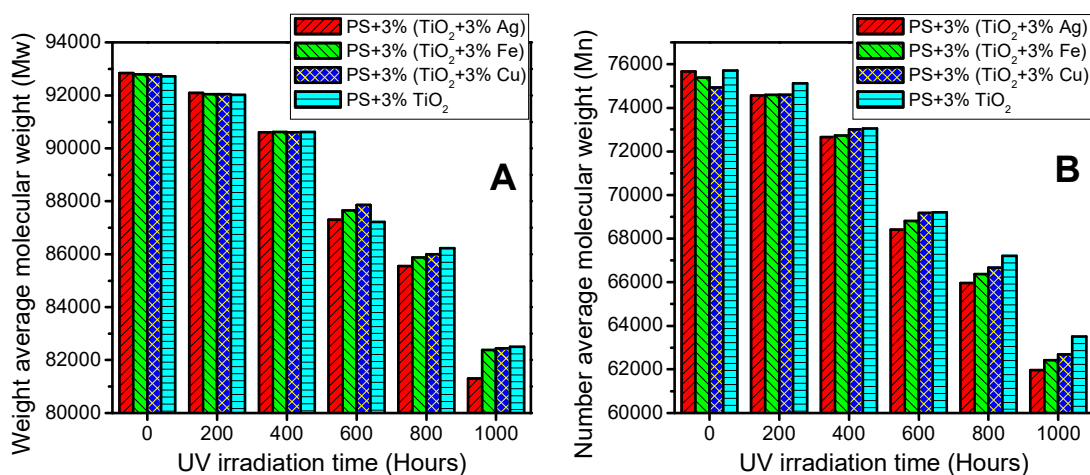 Weight average molecular weight (Mw)
94000
92000
90000
88000
86000
84000
82000
80000
PS+3% (TiO2+3% Ag)
PS+3% (TiO2+3% Fe)
PS+3% (TiO2+3% Cu)
PS+3% TiO2
A
0 200 400 600 800 1000
UV irradiation time (Hours)
Number average molecular weight (Mn)
76000
74000
72000
70000
68000
66000
64000
62000
60000
PS+3% (TiO2+3% Ag)
PS+3% (TiO2+3% Fe)
PS+3% (TiO2+3% Cu)
PS+3% TiO2
B
0 200 400 600 800 1000
UV irradiation time (Hours)